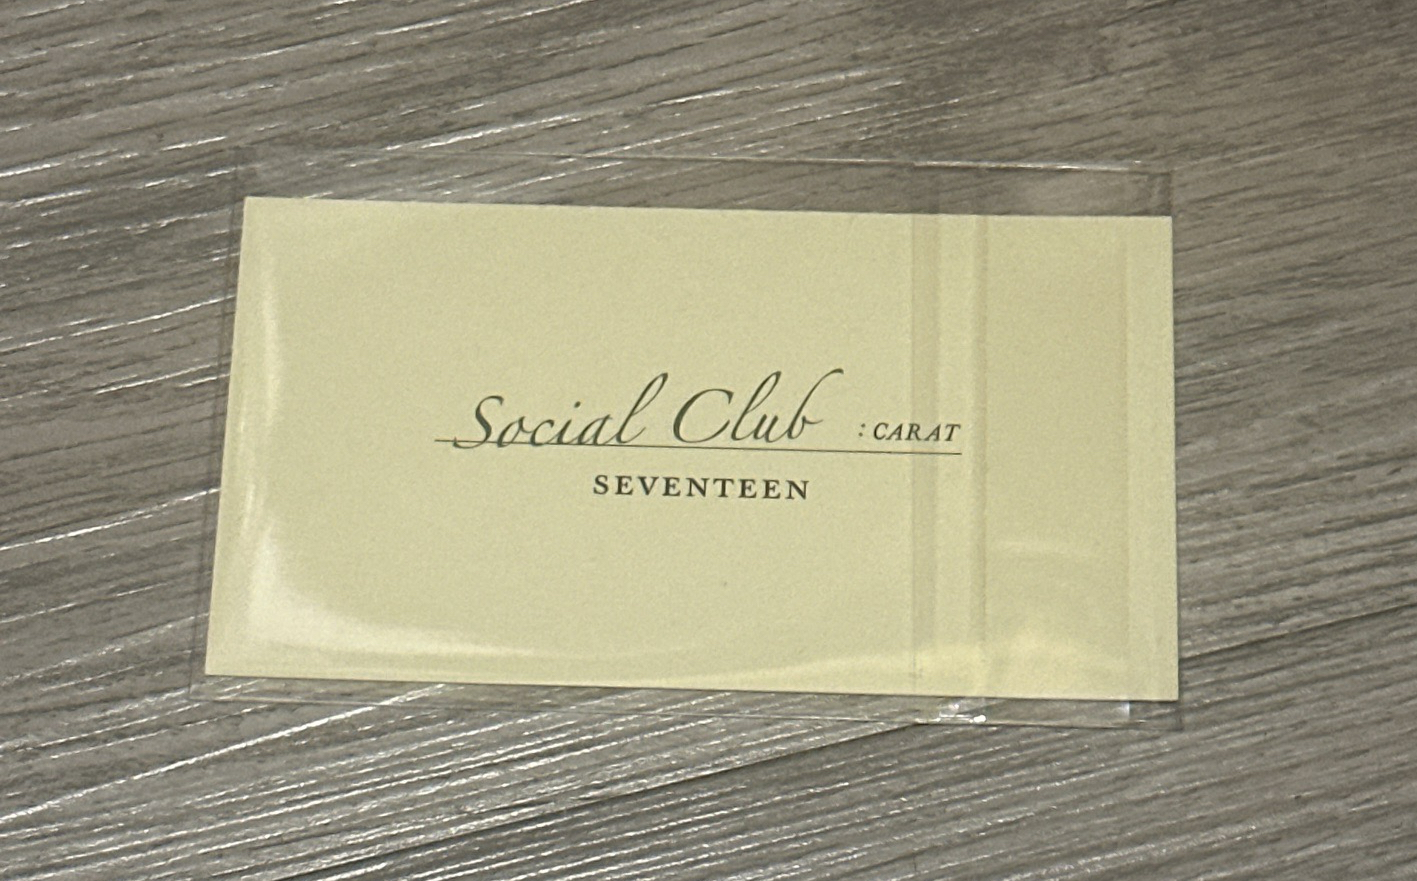 Social Club : CARAT
SEVENTEEN